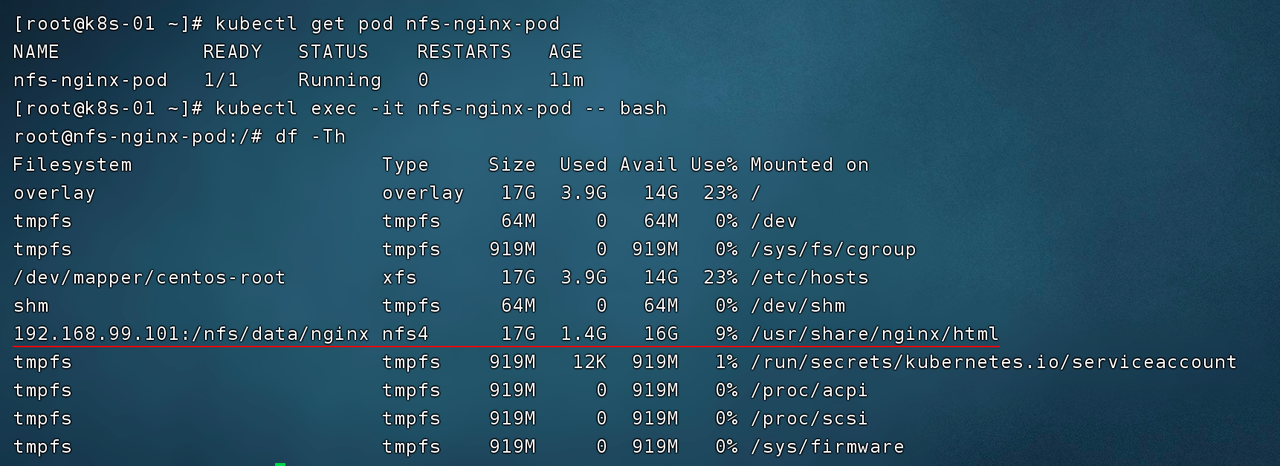 [root@k8s-01 ~]# kubectl get pod nfs-nginx-pod
NAME            READY   STATUS    RESTARTS   AGE
nfs-nginx-pod   1/1     Running   0          11m
[root@k8s-01 ~]# kubectl exec -it nfs-nginx-pod -- bash
root@nfs-nginx-pod:/# df -Th
Filesystem                     Type     Size  Used Avail Use% Mounted on
overlay                        overlay   17G  3.9G   14G  23% /
tmpfs                          tmpfs     64M     0   64M   0% /dev
tmpfs                          tmpfs    919M     0  919M   0% /sys/fs/cgroup
/dev/mapper/centos-root        xfs       17G  3.9G   14G  23% /etc/hosts
shm                            tmpfs     64M     0   64M   0% /dev/shm
192.168.99.101:/nfs/data/nginx nfs4      17G  1.4G   16G   9% /usr/share/nginx/html
tmpfs                          tmpfs    919M   12K  919M   1% /run/secrets/kubernetes.io/serviceaccount
tmpfs                          tmpfs    919M     0  919M   0% /proc/acpi
tmpfs                          tmpfs    919M     0  919M   0% /proc/scsi
tmpfs                          tmpfs    919M     0  919M   0% /sys/firmware